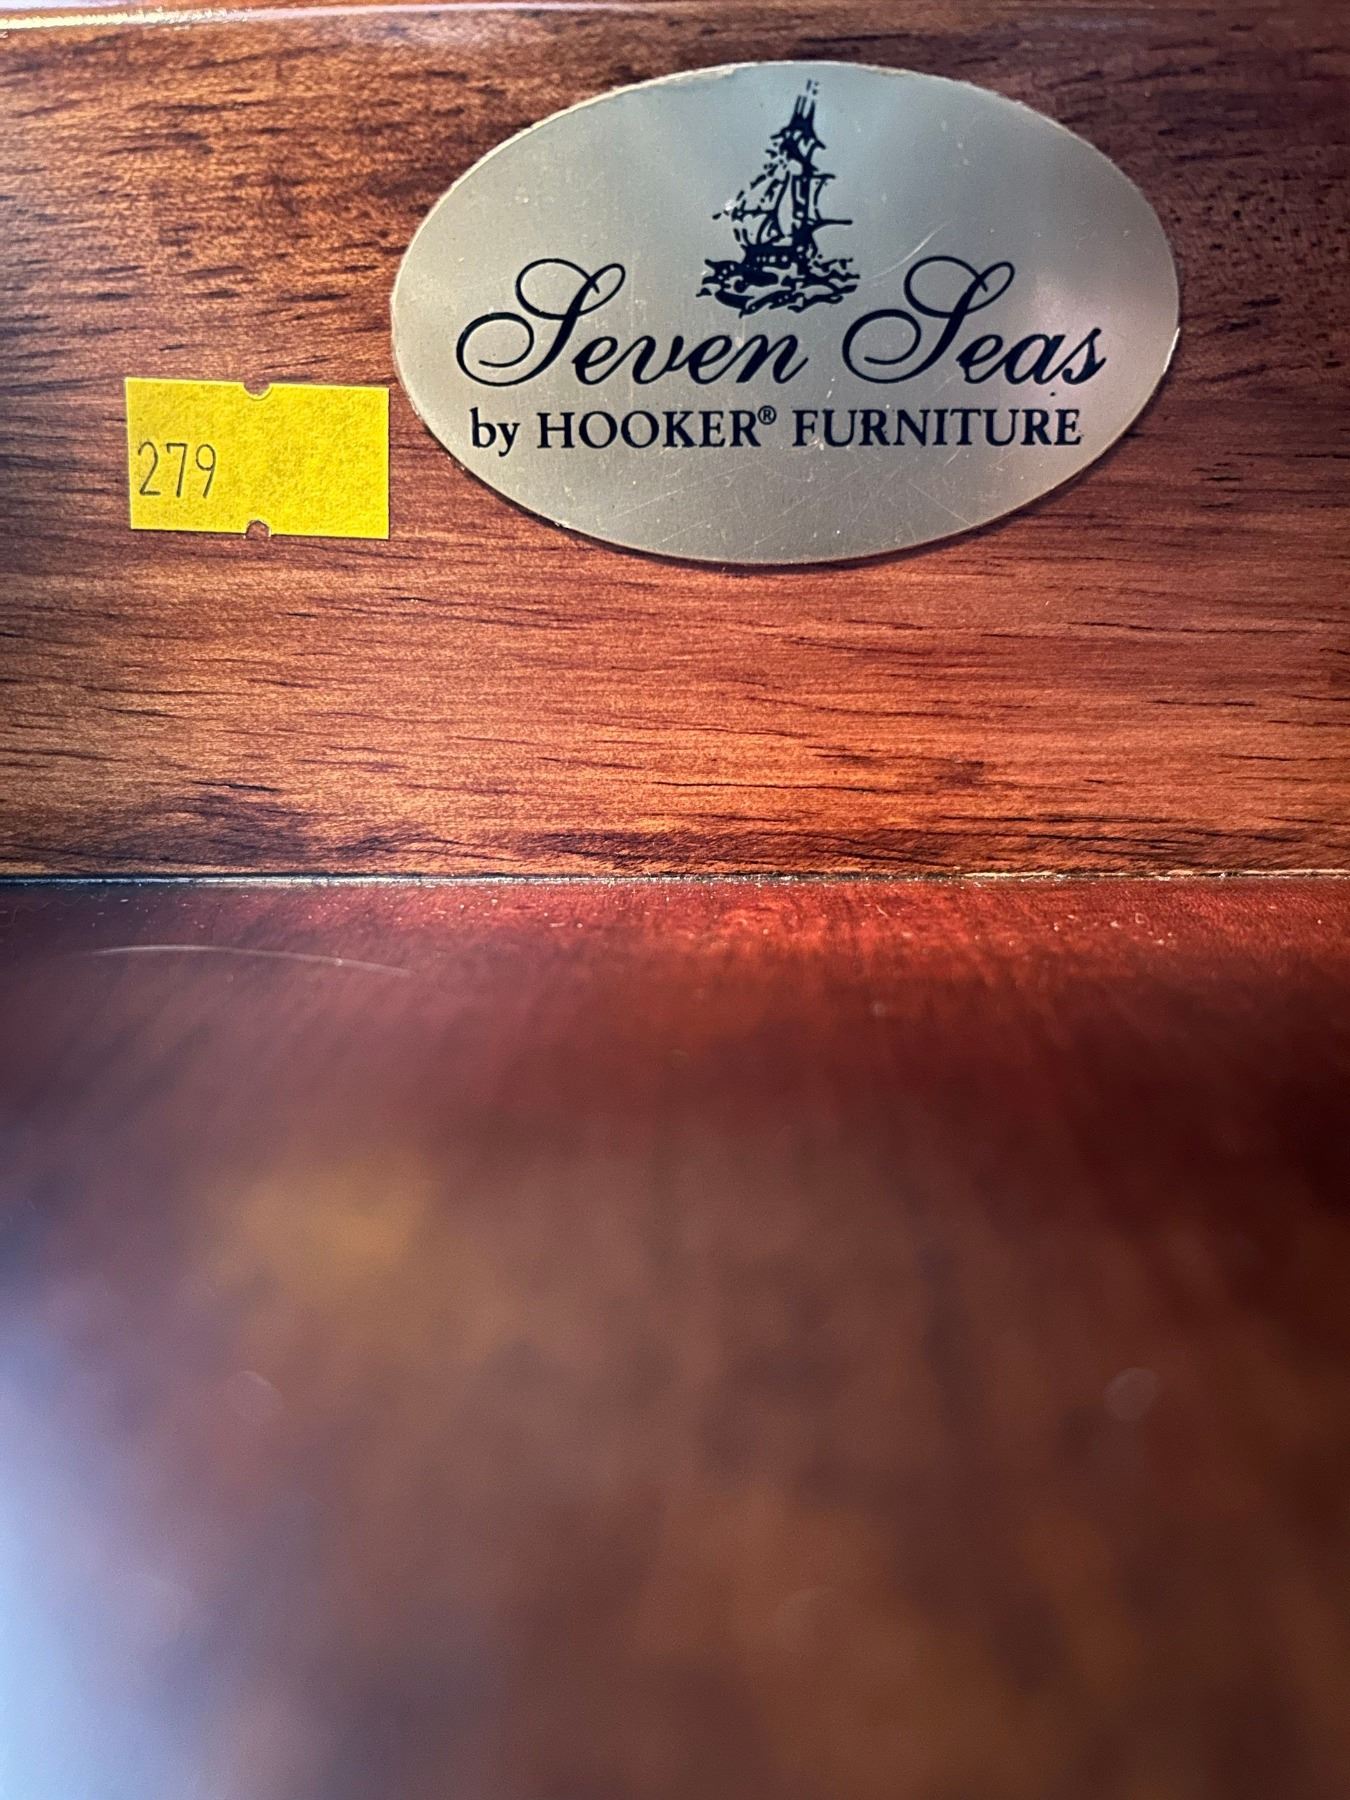 Seven Seas
by HOOKER® FURNITURE
279